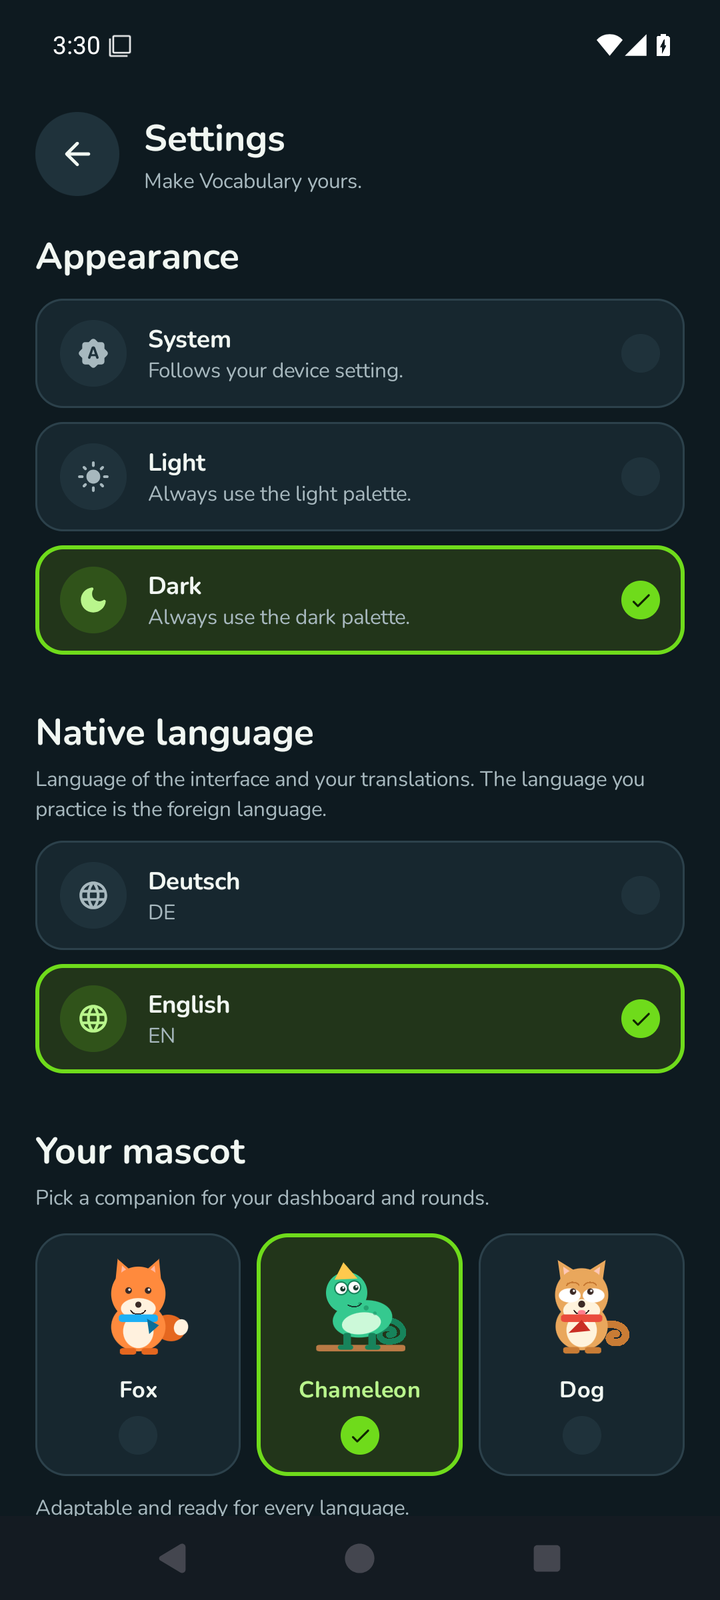 3:30
Settings
Make Vocabulary yours.
Appearance
A
System
Follows your device setting.
Light
Always use the light palette.
Dark
Always use the dark palette.
Native language
Language of the interface and your translations. The language you
practice is the foreign language.
Deutsch
DE
English
EN
Your mascot
Pick a companion for your dashboard and rounds.
Fox
Chameleon
Dog
Adaptable and ready for every language.